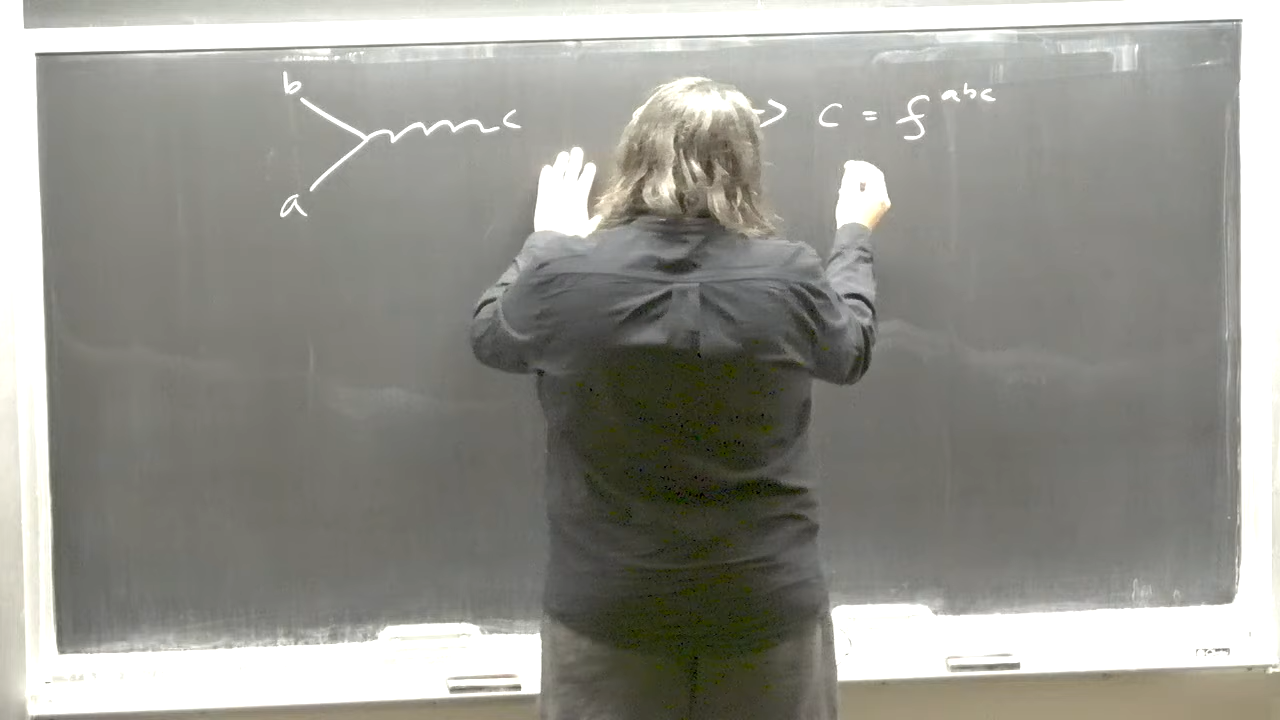 b
c
a
> c = f^{abc}